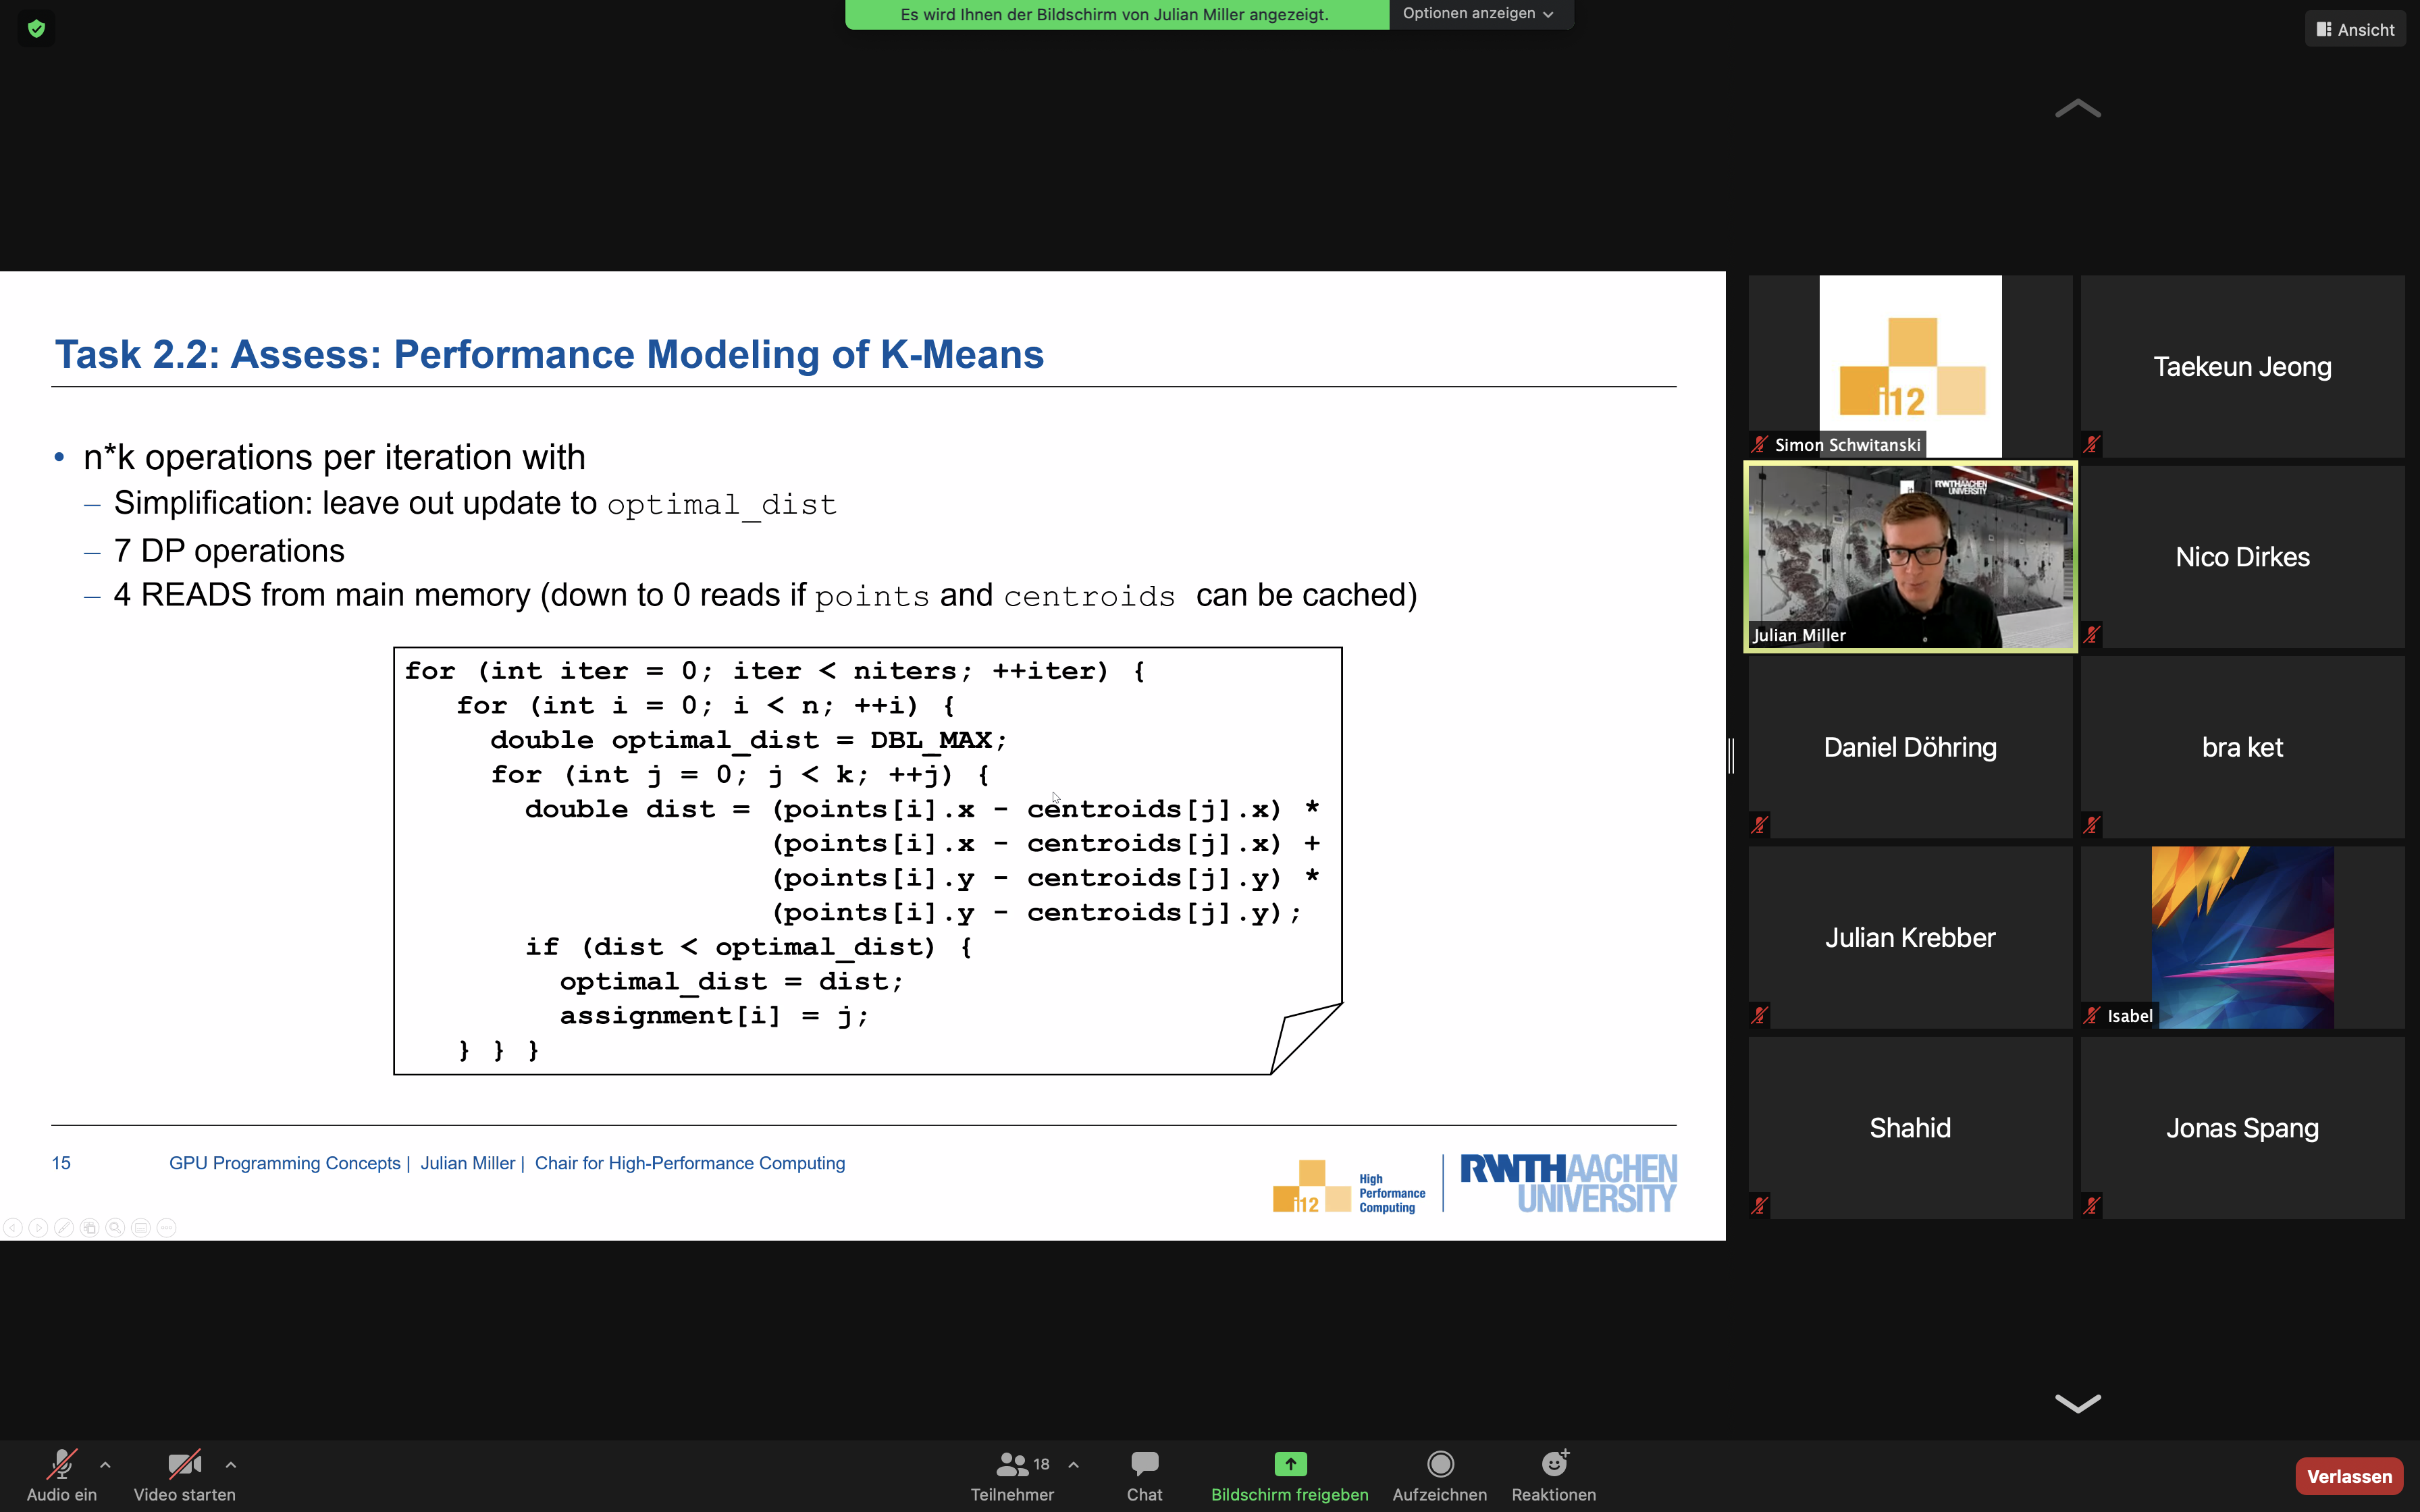 Es wird Ihnen der Bildschirm von Julian Miller angezeigt.
Optionen anzeigen
Ansicht
Task 2.2: Assess: Performance Modeling of K-Means
• n*k operations per iteration with
– Simplification: leave out update to optimal_dist
– 7 DP operations
– 4 READS from main memory (down to 0 reads if points and centroids can be cached)
for (int iter = 0; iter < niters; ++iter) {
for (int i = 0; i < n; ++i) {
double optimal_dist = DBL_MAX;
for (int j = 0; j < k; ++j) {
double dist = (points[i].x - centroids[j].x) *
(points[i].x - centroids[j].x) +
(points[i].y - centroids[j].y) *
(points[i].y - centroids[j].y);
if (dist < optimal_dist) {
optimal_dist = dist;
assignment[i] = j;
} } }
15
GPU Programming Concepts | Julian Miller | Chair for High-Performance Computing
i12
High
Performance
Computing
RWTHAACHEN
UNIVERSITY
i12
Simon Schwitanski
Taekeun Jeong
RWTHAACHEN
UNIVERSITY
Julian Miller
Nico Dirkes
Daniel Döhring
bra ket
Julian Krebber
Isabel
Shahid
Jonas Spang
Audio ein
Video starten
18
Teilnehmer
Chat
Bildschirm freigeben
Aufzeichnen
Reaktionen
Verlassen